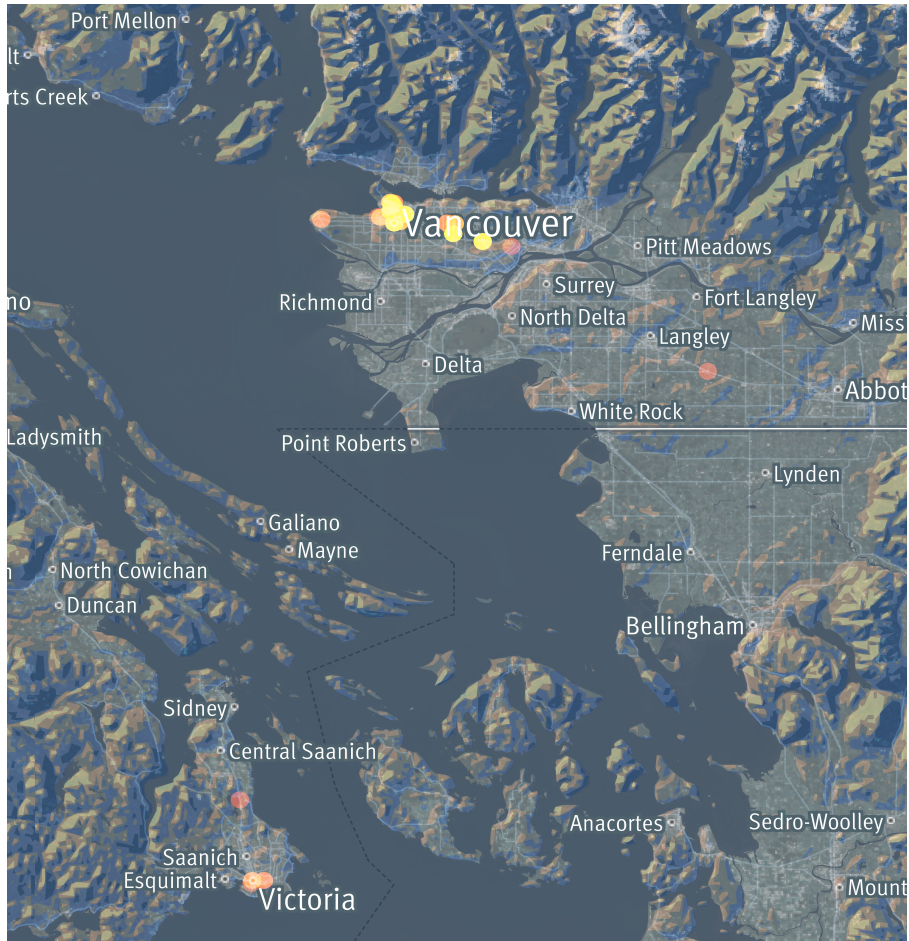 Port Mellon
lt
rts Creek
Vancouver
Pitt Meadows
Surrey
Fort Langley
no
Richmond
North Delta
Missi
Langley
Delta
Abbot
White Rock
Ladysmith
Point Roberts
Lynden
Galiano
Mayne
Ferndale
n
North Cowichan
Duncan
Bellingham
Sidney
Central Saanich
Anacortes
Sedro-Woolley
Saanich
Esquimalt
Mount
Victoria